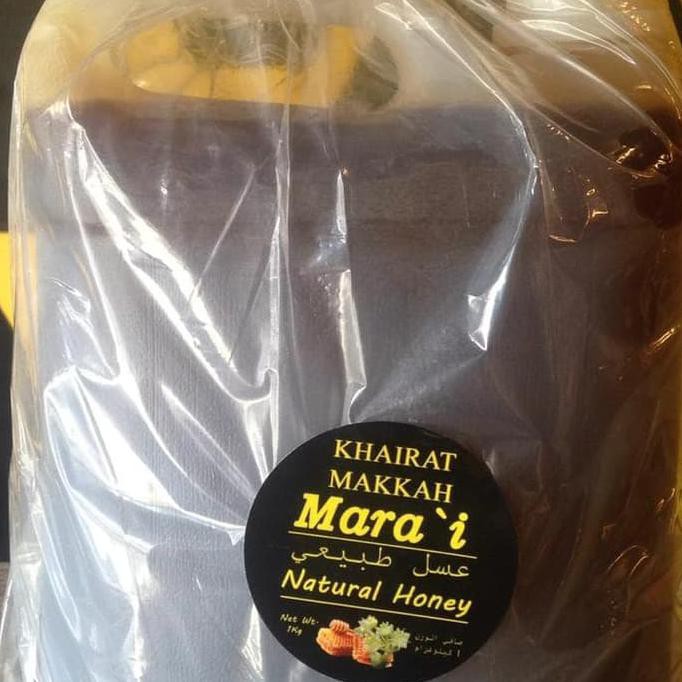 KHAIRAT
MAKKAH
Mara`i
عسل طبيعي
Natural Honey
Net Wt.
1Kg
صافي الوزن
١ كيلوغرام